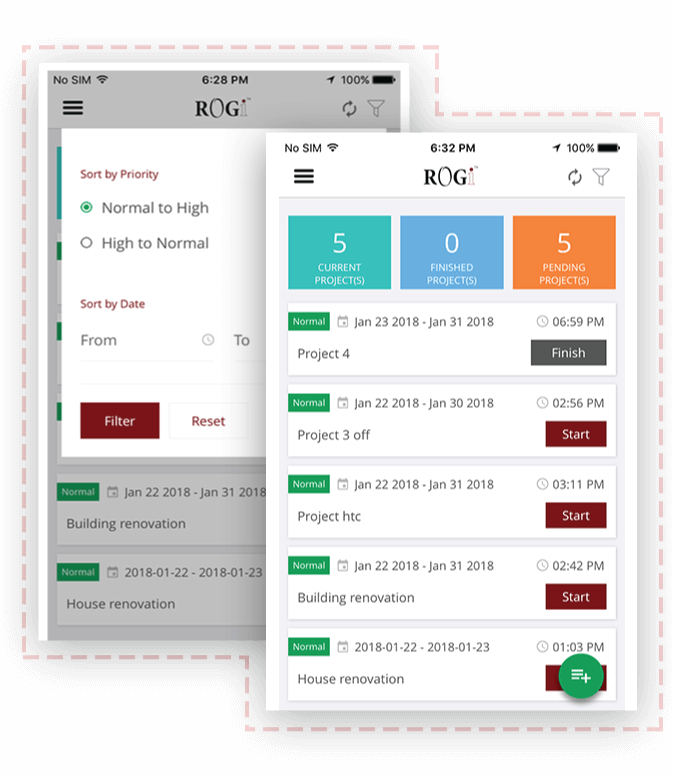 No SIM 6:28 PM 100%
ROGi™
Sort by Priority
Normal to High
High to Normal
Sort by Date
From To
Filter Reset
Normal Jan 22 2018 - Jan 31 2018
Building renovation
Normal 2018-01-22 - 2018-01-23
House renovation
No SIM 6:32 PM 100%
ROGi™
5 0 5
CURRENT FINISHED PENDING
PROJECT(S) PROJECT(S) PROJECT(S)
Normal Jan 23 2018 - Jan 31 2018 06:59 PM
Project 4 Finish
Normal Jan 22 2018 - Jan 30 2018 02:56 PM
Project 3 off Start
Normal Jan 22 2018 - Jan 31 2018 03:11 PM
Project htc Start
Normal Jan 22 2018 - Jan 31 2018 02:42 PM
Building renovation Start
Normal 2018-01-22 - 2018-01-23 01:03 PM
House renovation